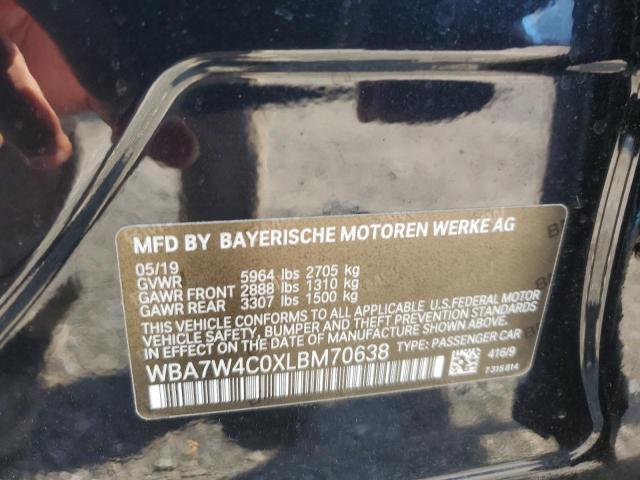 MFD BY BAYERISCHE MOTOREN WERKE AG
05/19
GVWR 5964 lbs 2705 kg
GAWR FRONT 2888 lbs 1310 kg
GAWR REAR 3307 lbs 1500 kg
THIS VEHICLE CONFORMS TO ALL APPLICABLE U.S.FEDERAL MOTOR
VEHICLE SAFETY, BUMPER AND THEFT PREVENTION STANDARDS
IN EFFECT ON THE DATE OF MANUFACTURE SHOWN ABOVE.
WBA7W4C0XLBM70638 TYPE: PASSENGER CAR
416/9
7315814